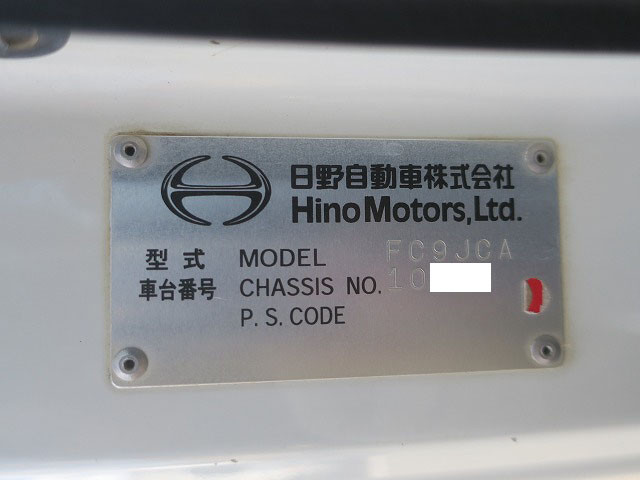 日野自動車株式会社
Hino Motors, Ltd.
型式 MODEL FC9JCA
車台番号 CHASSIS NO. 10
P.S.CODE